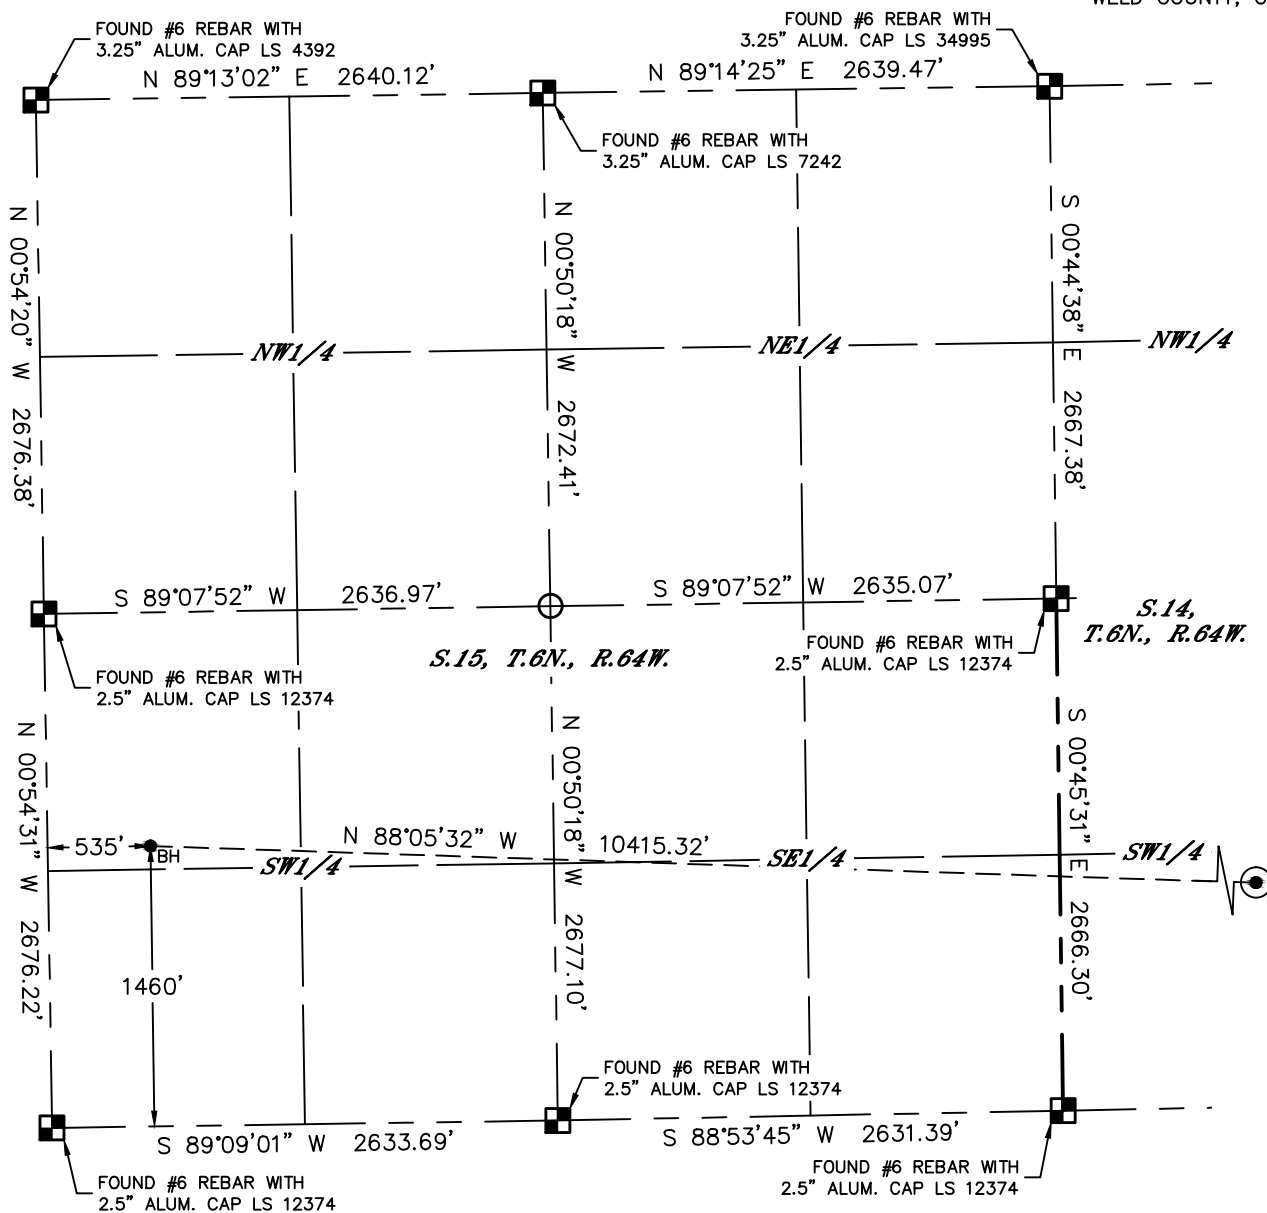 WELD COUNTY, C
FOUND #6 REBAR WITH
3.25" ALUM. CAP LS 4392
FOUND #6 REBAR WITH
3.25" ALUM. CAP LS 34995
N 89°13'02" E 2640.12'
N 89°14'25" E 2639.47'
FOUND #6 REBAR WITH
3.25" ALUM. CAP LS 7242
N 00°54'20" W 2676.38'
N 00°50'18" W 2672.41'
S 00°44'38" E 2667.38'
NW1/4
NE1/4
NW1/4
S 89°07'52" W 2636.97'
S 89°07'52" W 2635.07'
S.14,
T.6N., R.64W.
S.15, T.6N., R.64W.
FOUND #6 REBAR WITH
2.5" ALUM. CAP LS 12374
FOUND #6 REBAR WITH
2.5" ALUM. CAP LS 12374
N 00°54'31" W 2676.22'
N 00°50'18" W 2677.10'
S 00°45'31" E 2666.30'
535'
BH
N 88°05'32" W 10415.32'
SW1/4
SE1/4
SW1/4
1460'
FOUND #6 REBAR WITH
2.5" ALUM. CAP LS 12374
S 89°09'01" W 2633.69'
S 88°53'45" W 2631.39'
FOUND #6 REBAR WITH
2.5" ALUM. CAP LS 12374
FOUND #6 REBAR WITH
2.5" ALUM. CAP LS 12374